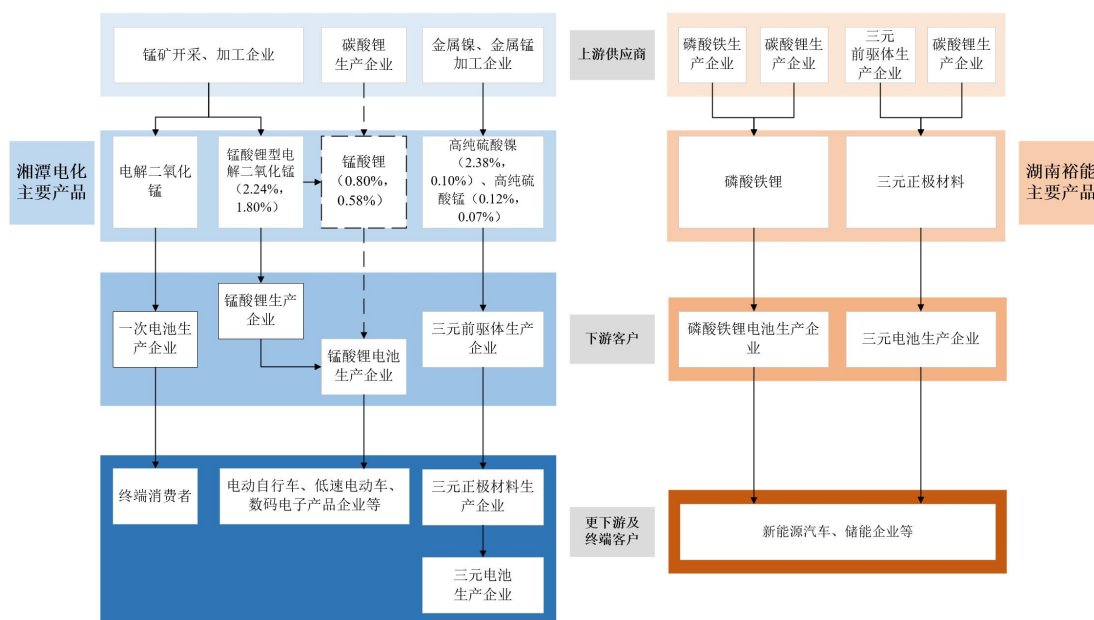 锰矿开采、加工企业
碳酸锂
生产企业
金属镍、金属锰
加工企业
上游供应商
磷酸铁生
产企业
碳酸锂生
产企业
三元
前驱体生
产企业
碳酸锂生
产企业
湘潭电化
主要产品
电解二氧化
锰
锰酸锂型电
解二氧化锰
（2.24%，
1.80%）
锰酸锂
（0.80%，
0.58%）
高纯硫酸镍
（2.38%，
0.10%）、高纯硫
酸锰（0.12%，
0.07%）
磷酸铁锂
三元正极材料
湖南裕能
主要产品
一次电池生
产企业
锰酸锂生产
企业
锰酸锂电池
生产企业
三元前驱体生产
企业
下游客户
磷酸铁锂电池生产企
业
三元电池生产企业
终端消费者
电动自行车、低速电动车、
数码电子产品企业等
三元正极材料生
产企业
三元电池
生产企业
更下游及
终端客户
新能源汽车、储能企业等